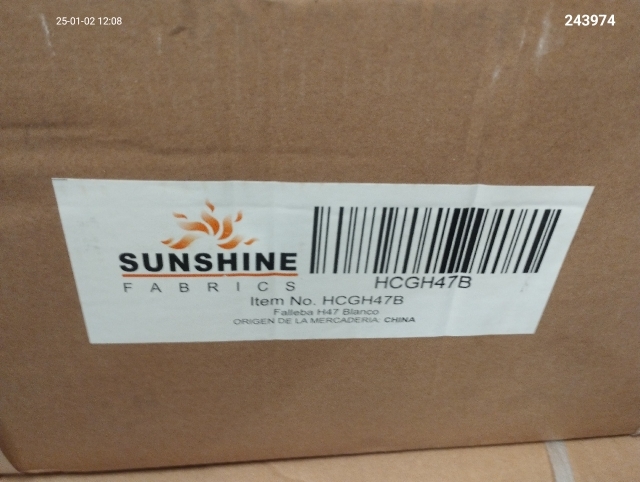 25-01-02 12:08
243974
SUNSHINE
FABRICS
HCGH47B
Item No. HCGH47B
Falleba H47 Blanco
ORIGEN DE LA MERCADERIA: CHINA